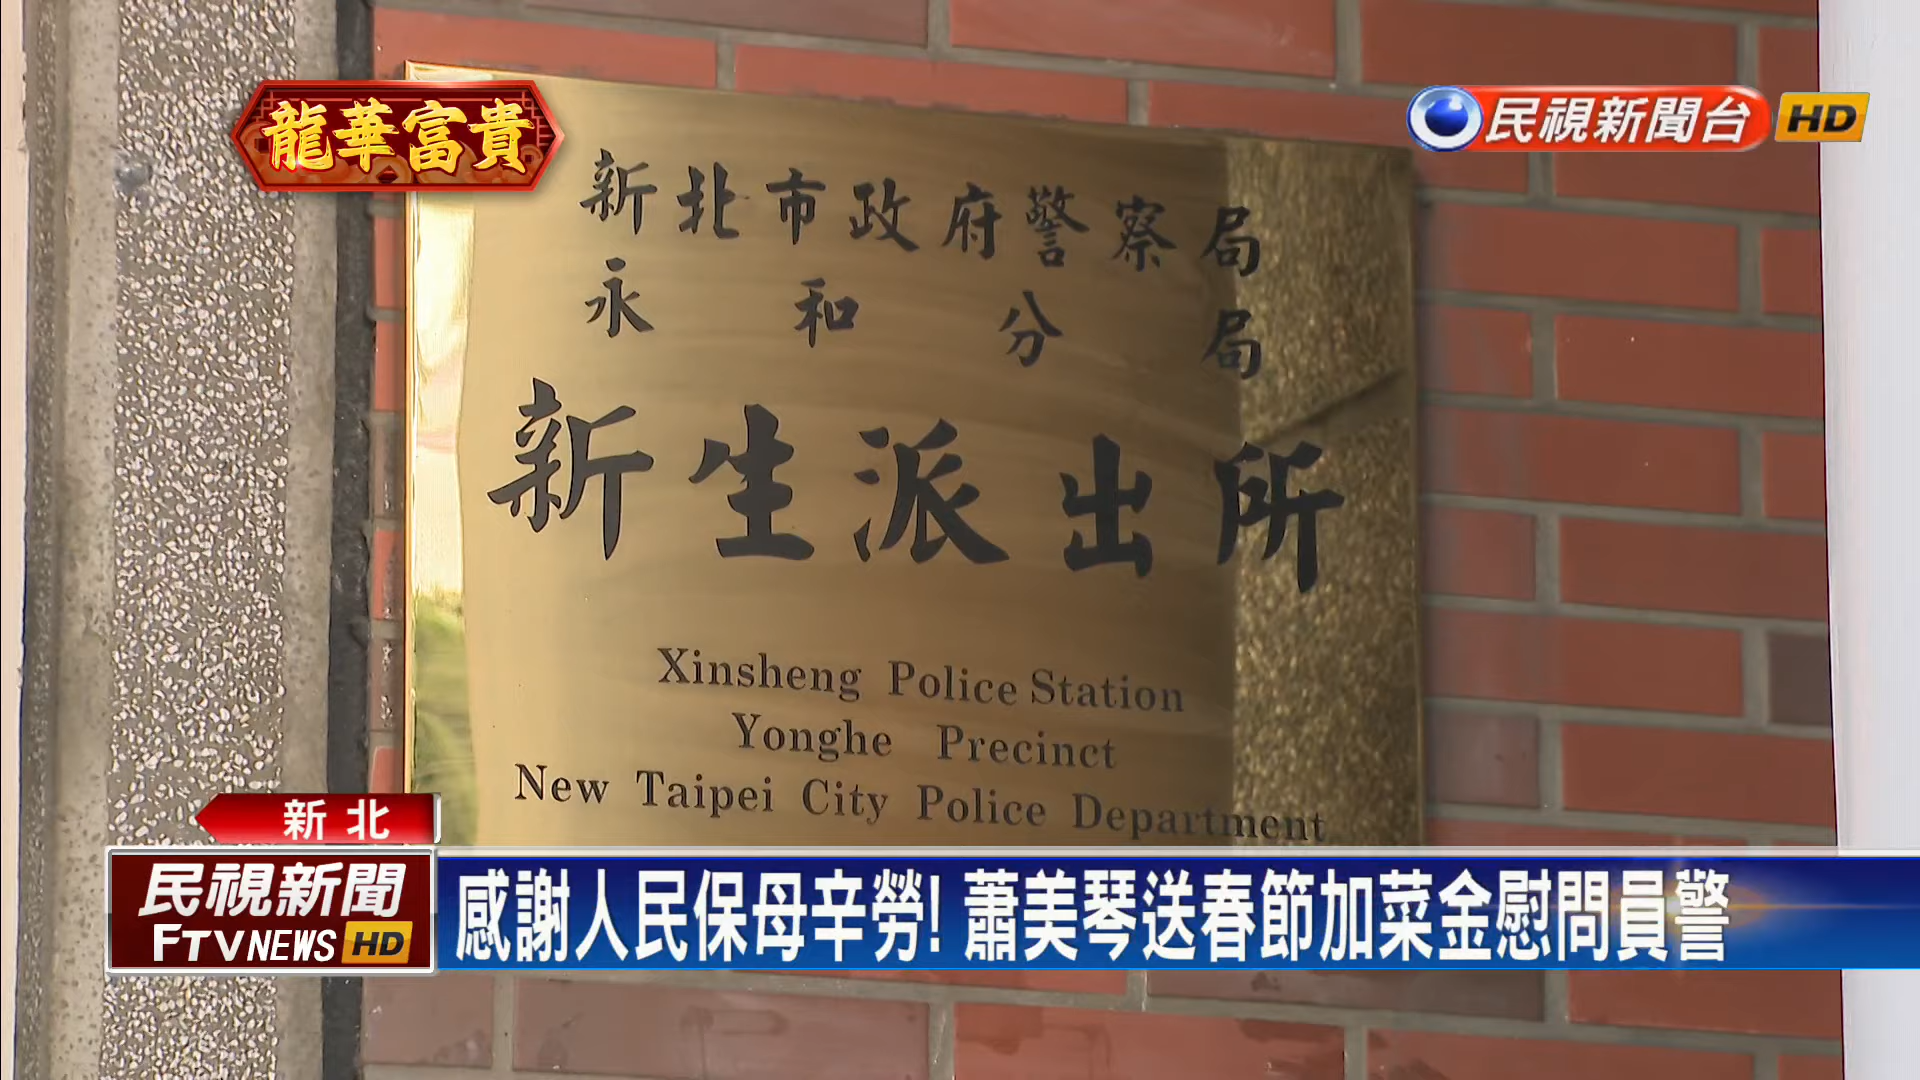 龍華富貴
民視新聞台 HD
新北市政府警察局
永和分局
新生派出所
Xinsheng Police Station
Yonghe Precinct
New Taipei City Police Department
新北
民視新聞
FTVNEWS HD
感謝人民保母辛勞! 蕭美琴送春節加菜金慰問員警